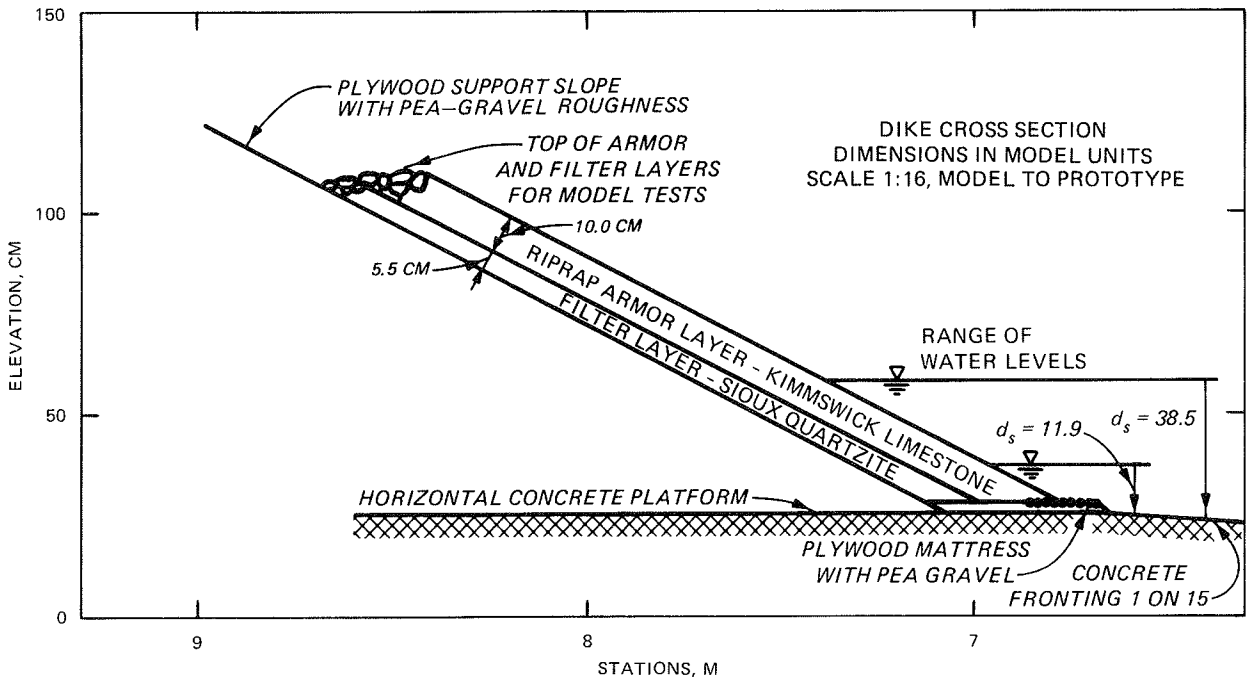 150
PLYWOOD SUPPORT SLOPE
WITH PEA-GRAVEL ROUGHNESS
TOP OF ARMOR
AND FILTER LAYERS
FOR MODEL TESTS
DIKE CROSS SECTION
DIMENSIONS IN MODEL UNITS
SCALE 1:16, MODEL TO PROTOTYPE
100
10.0 CM
5.5 CM
ELEVATION, CM
RIPRAP ARMOR LAYER - KIMMSWICK LIMESTONE
FILTER LAYER - SIOUX QUARTZITE
RANGE OF
WATER LEVELS
50
ds = 11.9
ds = 38.5
HORIZONTAL CONCRETE PLATFORM
PLYWOOD MATTRESS
WITH PEA GRAVEL
CONCRETE
FRONTING 1 ON 15
0
9
8
7
STATIONS, M